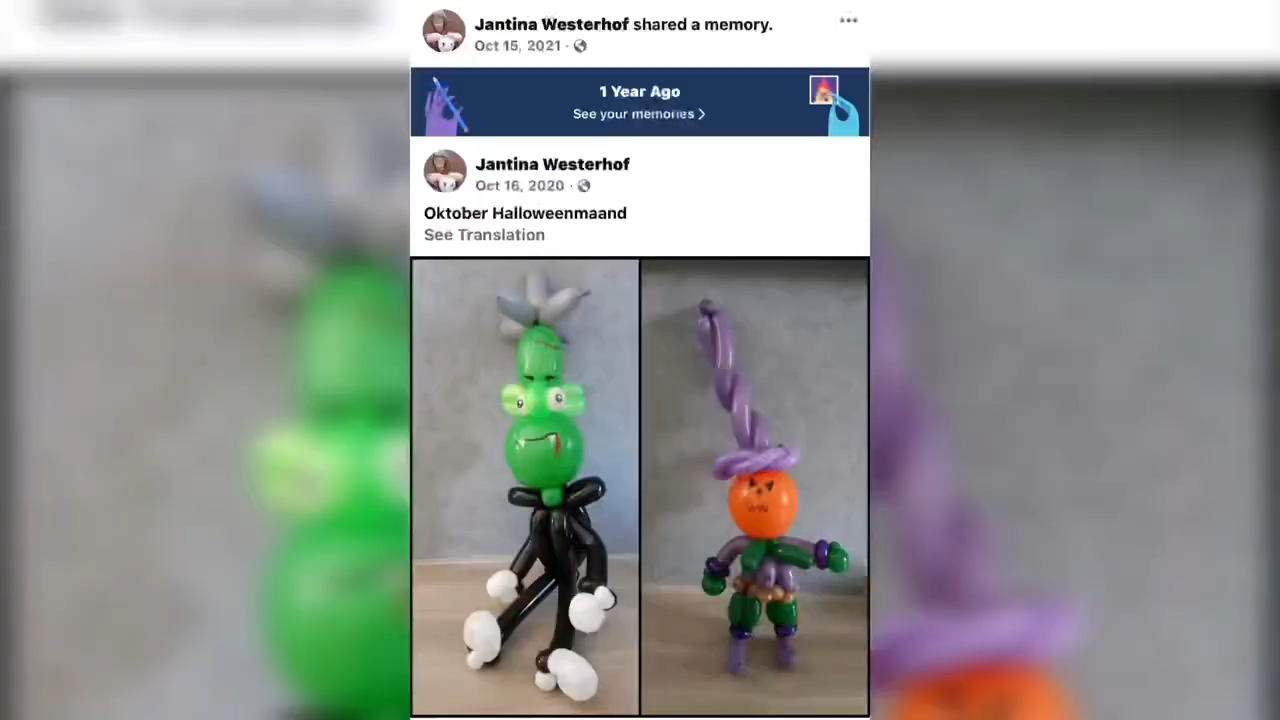 Jantina Westerhof shared a memory.
Oct 15, 2021
1 Year Ago
See your memories
Jantina Westerhof
Oct 16, 2020
Oktober Halloweenmaand
See Translation